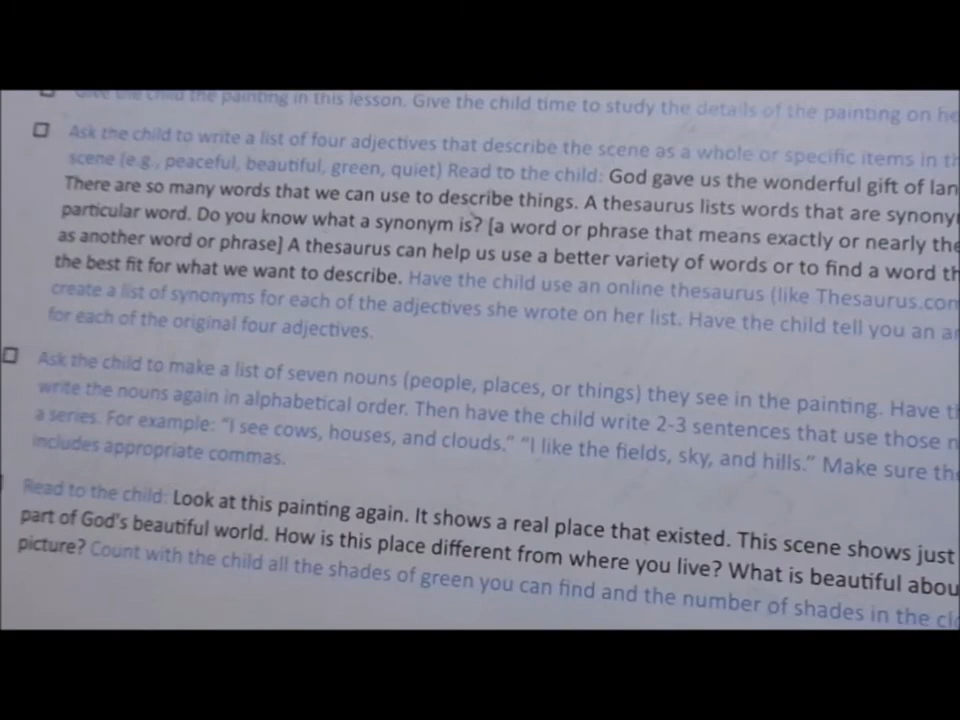 Give the child the painting in this lesson. Give the child time to study the details of the painting on
Ask the child to write a list of four adjectives that describe the scene as a whole or specific items in
scene (e.g., peaceful, beautiful, green, quiet) Read to the child: God gave us the wonderful gift of
There are so many words that we can use to describe things. A thesaurus lists words that are
particular word. Do you know what a synonym is? [a word or phrase that means exactly or nearly the
as another word or phrase] A thesaurus can help us use a better variety of words or to find a word
the best fit for what we want to describe. Have the child use an online thesaurus (like Thesaurus.com
create a list of synonyms for each of the adjectives she wrote on her list. Have the child tell you an
for each of the original four adjectives.
Ask the child to make a list of seven nouns (people, places, or things) they see in the painting. Have
write the nouns again in alphabetical order. Then have the child write 2-3 sentences that use those
a series. For example: "I see cows, houses, and clouds." "I like the fields, sky, and hills." Make sure
includes appropriate commas.
Read to the child: Look at this painting again. It shows a real place that existed. This scene shows just
part of God's beautiful world. How is this place different from where you live? What is beautiful
picture? Count with the child all the shades of green you can find and the number of shades in the